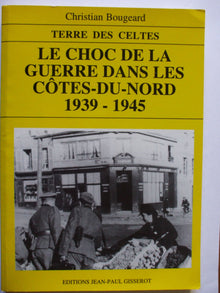 Christian Bougeard
TERRE DES CELTES
LE CHOC DE LA
GUERRE DANS LES
CÔTES-DU-NORD
1939 - 1945
EDITIONS JEAN-PAUL GISSEROT